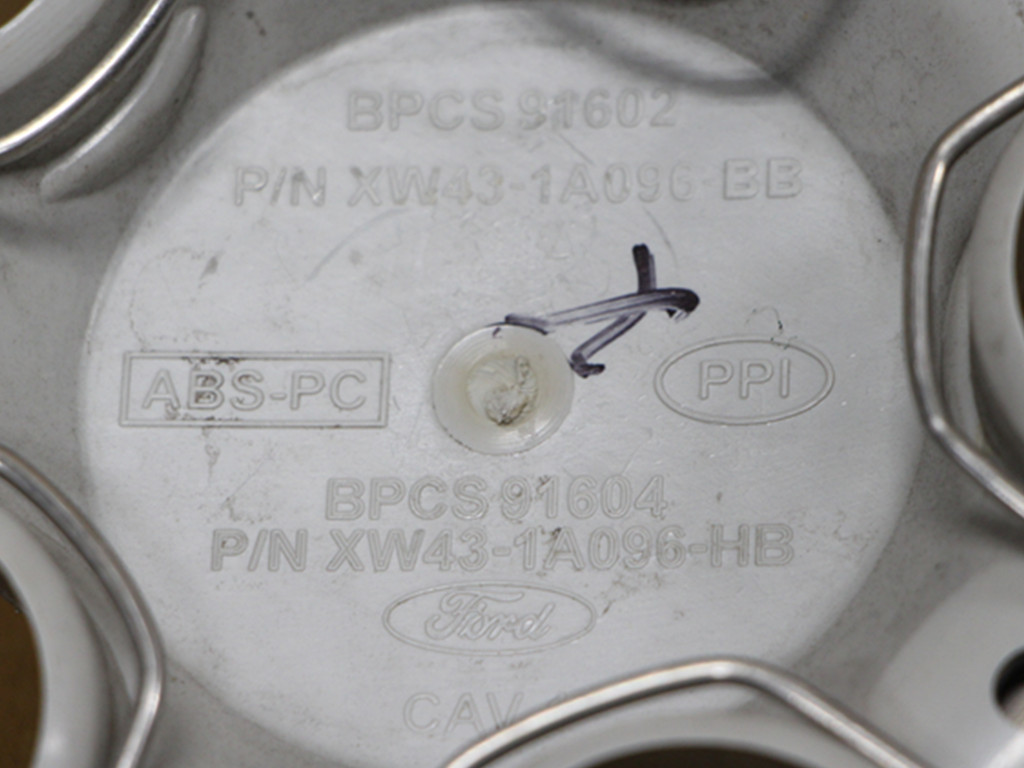 BPCS 91602
P/N XW43-1A096-BB
ABS-PC
PPI
BPCS 91604
P/N XW43-1A096-HB
Ford
CAV